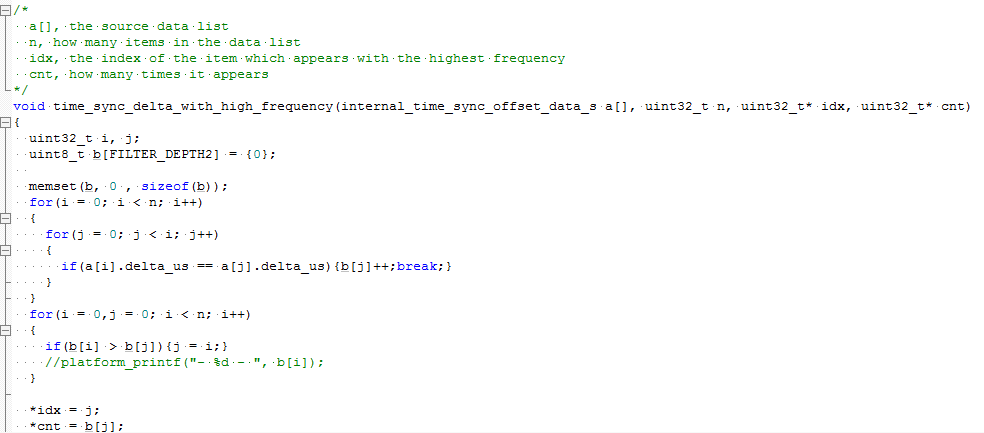 /*
  a[], the source data list
  n, how many items in the data list
  idx, the index of the item which appears with the highest frequency
  cnt, how many times it appears
*/
void time_sync_delta_with_high_frequency(internal_time_sync_offset_data_s a[], uint32_t n, uint32_t* idx, uint32_t* cnt)
{
  uint32_t i, j;
  uint8_t b[FILTER_DEPTH2] = {0};
  
  memset(b, 0 , sizeof(b));
  for(i = 0; i < n; i++)
  {
    for(j = 0; j < i; j++)
    {
      if(a[i].delta_us == a[j].delta_us){b[j]++;break;}
    }
  }
  for(i = 0,j = 0; i < n; i++)
  {
    if(b[i] > b[j]){j = i;}
    //platform_printf("- %d - ", b[i]);
  }

  *idx = j;
  *cnt = b[j];